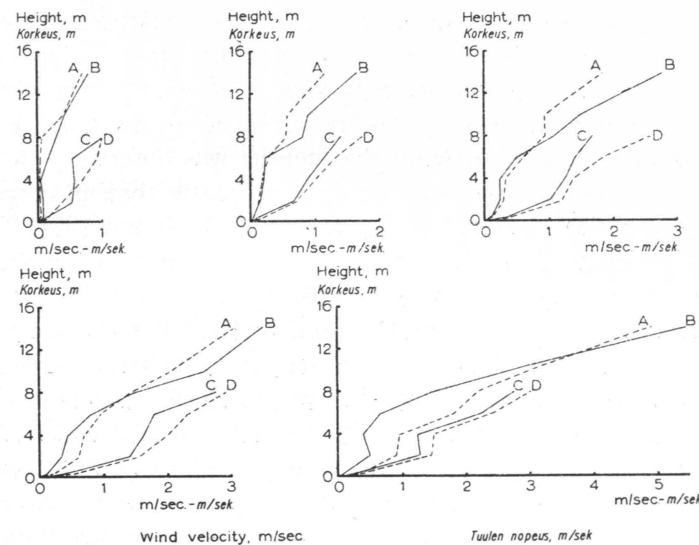 Height, m
Korkeus, m
16
12
8
4
0
A
B
C
D
0
1
m/sec.-m/sek.
Height, m
Korkeus, m
16
12
8
4
0
A
B
C
D
0
1
2
m/sec-m/sek.
Height, m
Korkeus, m
16
12
8
4
0
A
B
C
D
0
1
2
3
m/sec.-m/sek.
Height, m
Korkeus, m
16
12
8
4
0
A
B
C
D
0
1
2
3
m/sec.-m/sek.
Height, m
Korkeus, m
16
12
8
4
0
A
B
C
D
0
1
2
3
4
5
m/sec-m/sek.
Wind velocity, m/sec.
Tuulen nopeus, m/sek